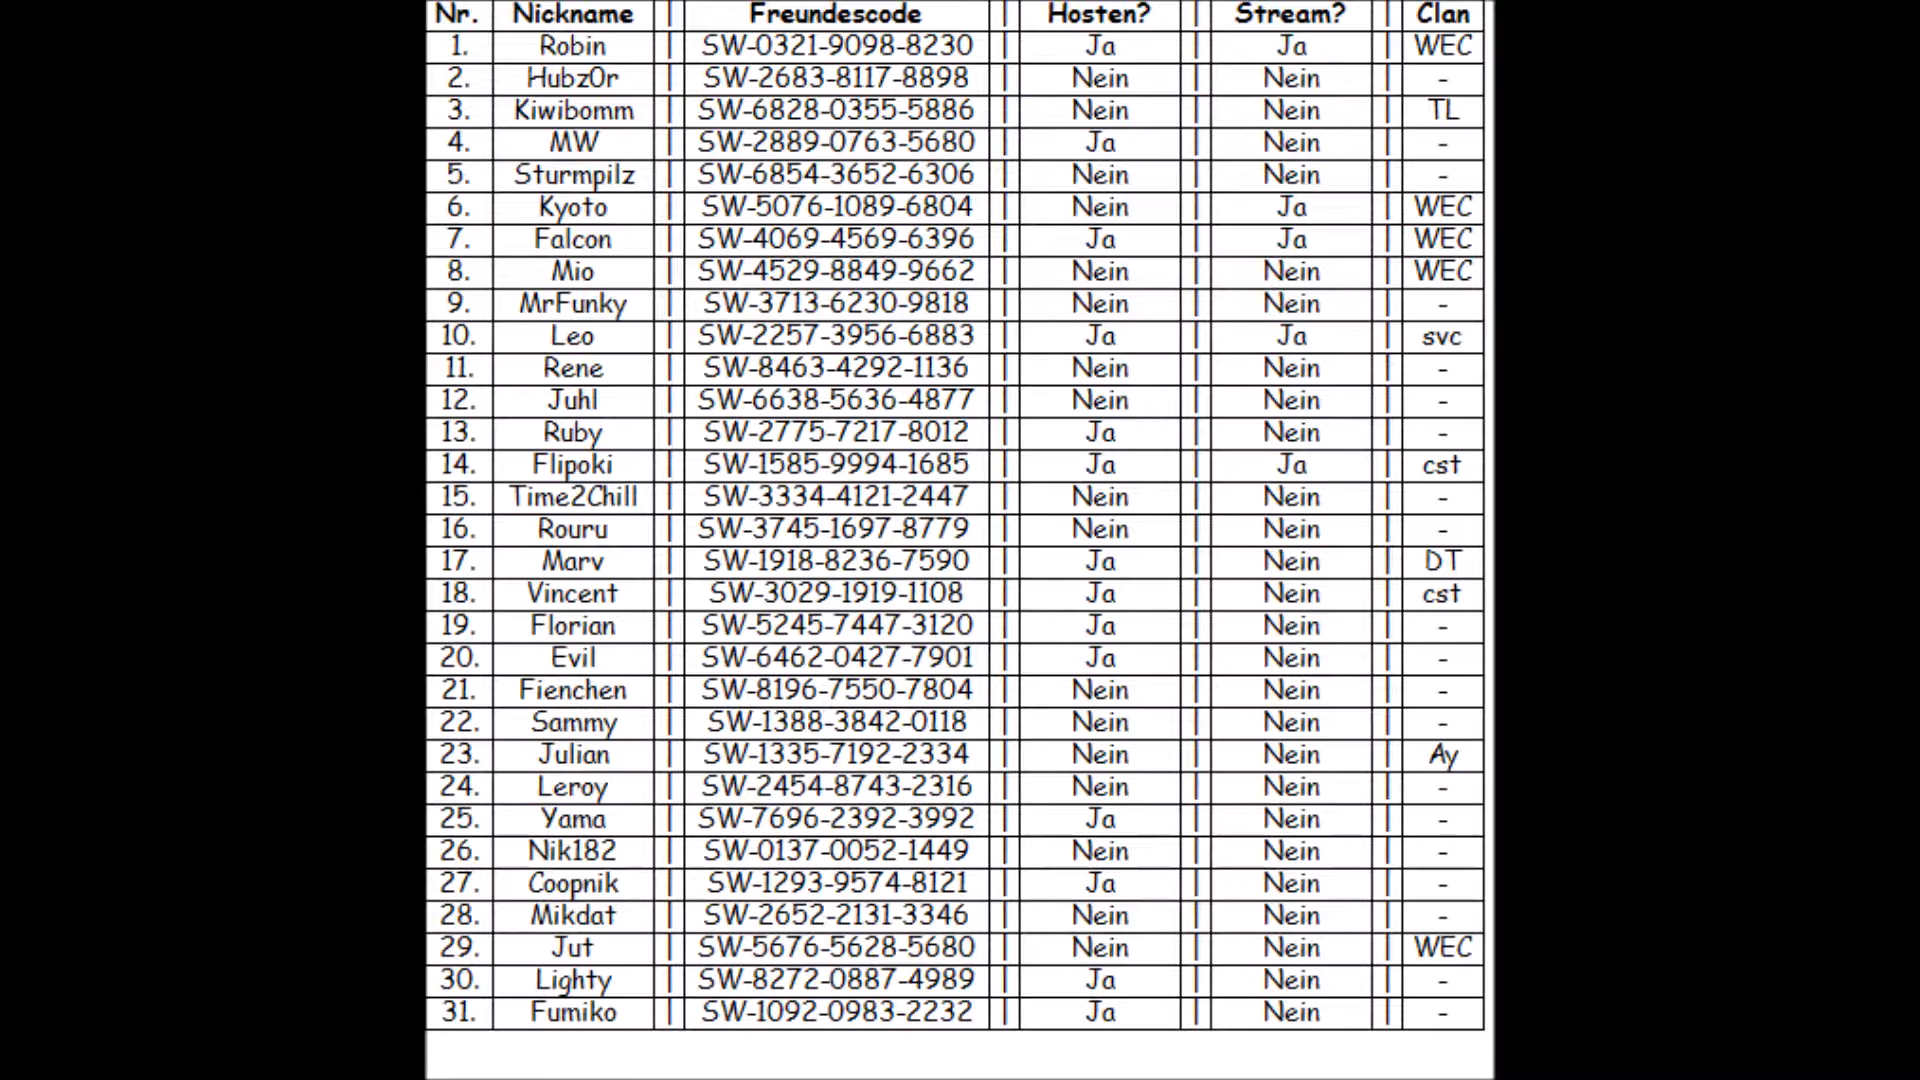 Nr. Nickname | Freundescode | Hosten? | Stream? | Clan
1. Robin | SW-0321-9098-8230 | Ja | Ja | WEC
2. Hubz0r | SW-2683-8117-8898 | Nein | Nein | -
3. Kiwibomm | SW-6828-0355-5886 | Nein | Nein | TL
4. MW | SW-2889-0763-5680 | Ja | Nein | -
5. Sturmpilz | SW-6854-3652-6306 | Nein | Nein | -
6. Kyoto | SW-5076-1089-6804 | Nein | Ja | WEC
7. Falcon | SW-4069-4569-6396 | Ja | Ja | WEC
8. Mio | SW-4529-8849-9662 | Nein | Nein | WEC
9. MrFunky | SW-3713-6230-9818 | Nein | Nein | -
10. Leo | SW-2257-3956-6883 | Ja | Ja | svc
11. Rene | SW-8463-4292-1136 | Nein | Nein | -
12. Juhl | SW-6638-5636-4877 | Nein | Nein | -
13. Ruby | SW-2775-7217-8012 | Ja | Nein | -
14. Flipoki | SW-1585-9994-1685 | Ja | Ja | cst
15. Time2Chill | SW-3334-4121-2447 | Nein | Nein | -
16. Rouru | SW-3745-1697-8779 | Nein | Nein | -
17. Marv | SW-1918-8236-7590 | Ja | Nein | DT
18. Vincent | SW-3029-1919-1108 | Ja | Nein | cst
19. Florian | SW-5245-7447-3120 | Ja | Nein | -
20. Evil | SW-6462-0427-7901 | Ja | Nein | -
21. Fienchen | SW-8196-7550-7804 | Nein | Nein | -
22. Sammy | SW-1388-3842-0118 | Nein | Nein | -
23. Julian | SW-1335-7192-2334 | Nein | Nein | Ay
24. Leroy | SW-2454-8743-2316 | Nein | Nein | -
25. Yama | SW-7696-2392-3992 | Ja | Nein | -
26. Nik182 | SW-0137-0052-1449 | Nein | Nein | -
27. Coopnik | SW-1293-9574-8121 | Ja | Nein | -
28. Mikdat | SW-2652-2131-3346 | Nein | Nein | -
29. Jut | SW-5676-5628-5680 | Nein | Nein | WEC
30. Lighty | SW-8272-0887-4989 | Ja | Nein | -
31. Fumiko | SW-1092-0983-2232 | Ja | Nein | -